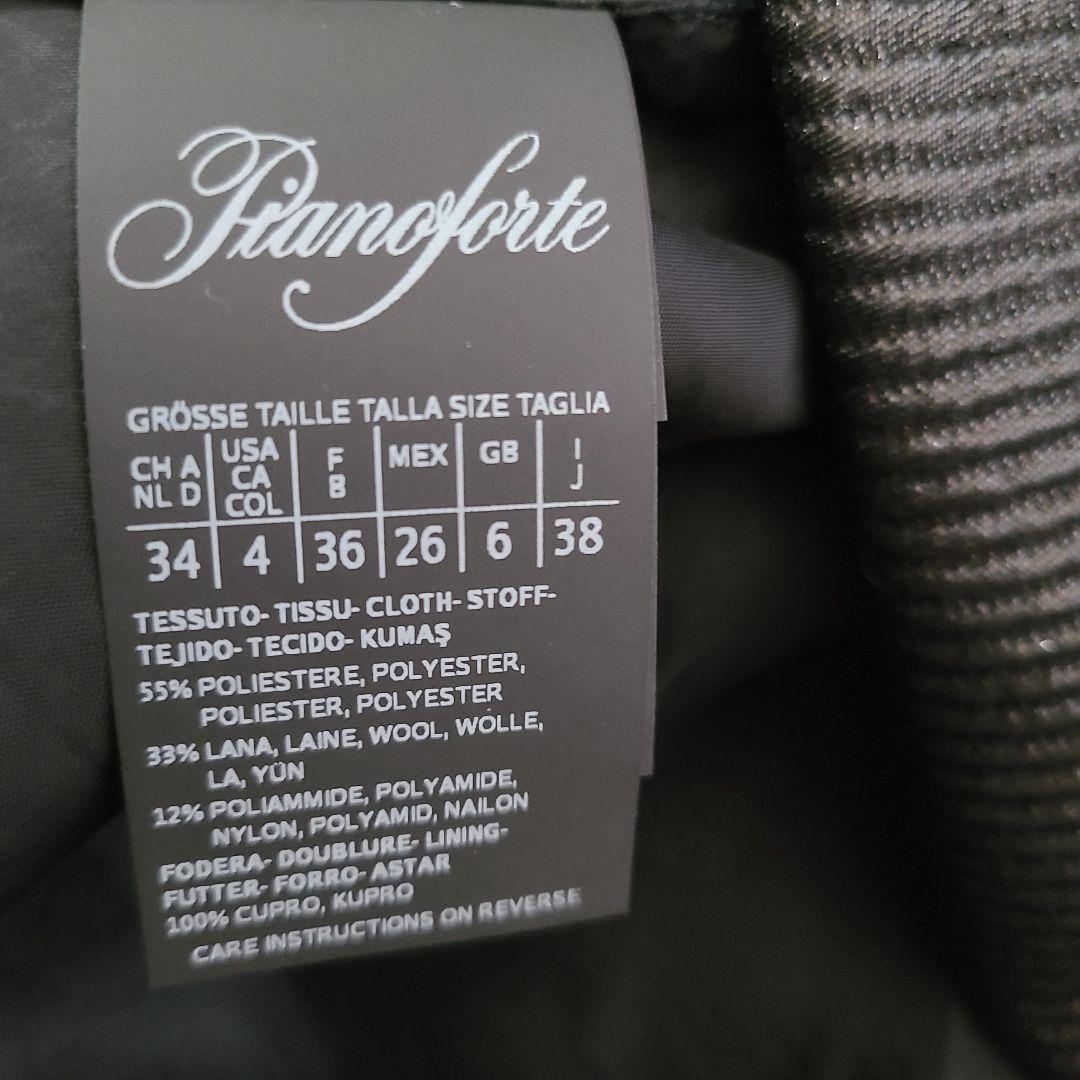 Pianoforte
GRÖSSE TAILLE TALLA SIZE TAGLIA
CH A NL D USA CA COL F B MEX GB I J
34 4 36 26 6 38
TESSUTO- TISSU- CLOTH- STOFF-
TEJIDO- TECIDO- KUMAŞ
55% POLIESTERE, POLYESTER,
POLIESTER, POLYESTER
33% LANA, LAINE, WOOL, WÖLLE,
LA, YÜN
12% POLIAMMIDE, POLYAMIDE,
NYLON, POLYAMID, NAILON
FODERA- DOUBLURE- LINING-
FUTTER- FORRO- ASTAR
100% CUPRO, KUPRO
CARE INSTRUCTIONS ON REVERSE